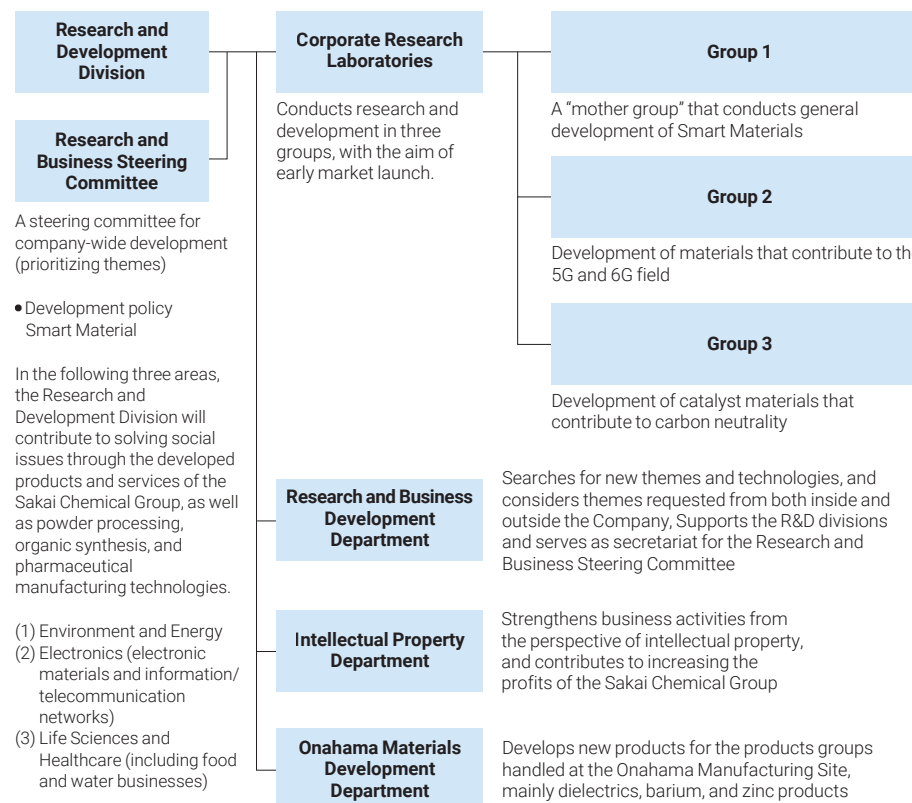 Research and
Development
Division
Research and
Business Steering
Committee
A steering committee for
company-wide development
(prioritizing themes)
• Development policy
Smart Material
In the following three areas,
the Research and
Development Division will
contribute to solving social
issues through the developed
products and services of the
Sakai Chemical Group, as well
as powder processing,
organic synthesis, and
pharmaceutical
manufacturing technologies.
(1) Environment and Energy
(2) Electronics (electronic
materials and information/
telecommunication
networks)
(3) Life Sciences and
Healthcare (including food
and water businesses)
Corporate Research
Laboratories
Conducts research and
development in three
groups, with the aim of
early market launch.
Group 1
A “mother group” that conducts general
development of Smart Materials
Group 2
Development of materials that contribute to the
5G and 6G field
Group 3
Development of catalyst materials that
contribute to carbon neutrality
Research and Business
Development
Department
Searches for new themes and technologies, and
considers themes requested from both inside and
outside the Company, Supports the R&D divisions
and serves as secretariat for the Research and
Business Steering Committee
Intellectual Property
Department
Strengthens business activities from
the perspective of intellectual property,
and contributes to increasing the
profits of the Sakai Chemical Group
Onahama Materials
Development
Department
Develops new products for the products groups
handled at the Onahama Manufacturing Site,
mainly dielectrics, barium, and zinc products